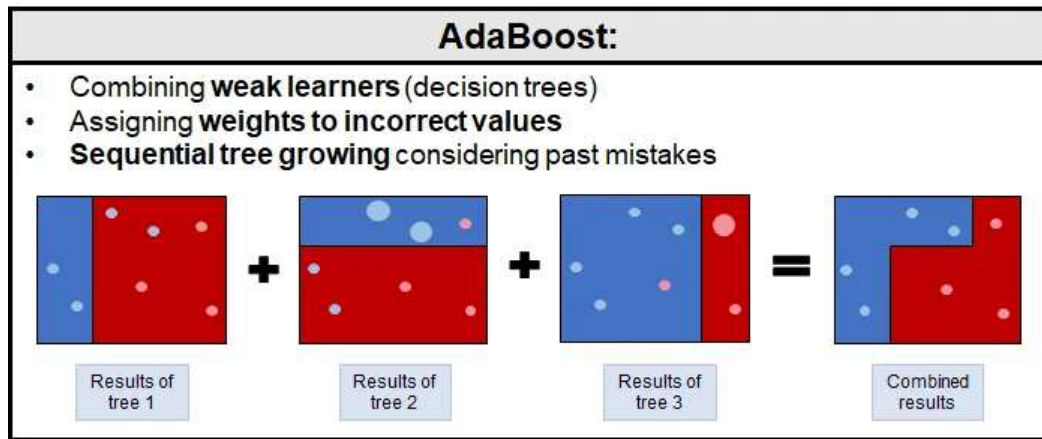 AdaBoost:
• Combining weak learners (decision trees)
• Assigning weights to incorrect values
• Sequential tree growing considering past mistakes
Results of
tree 1
Results of
tree 2
Results of
tree 3
Combined
results